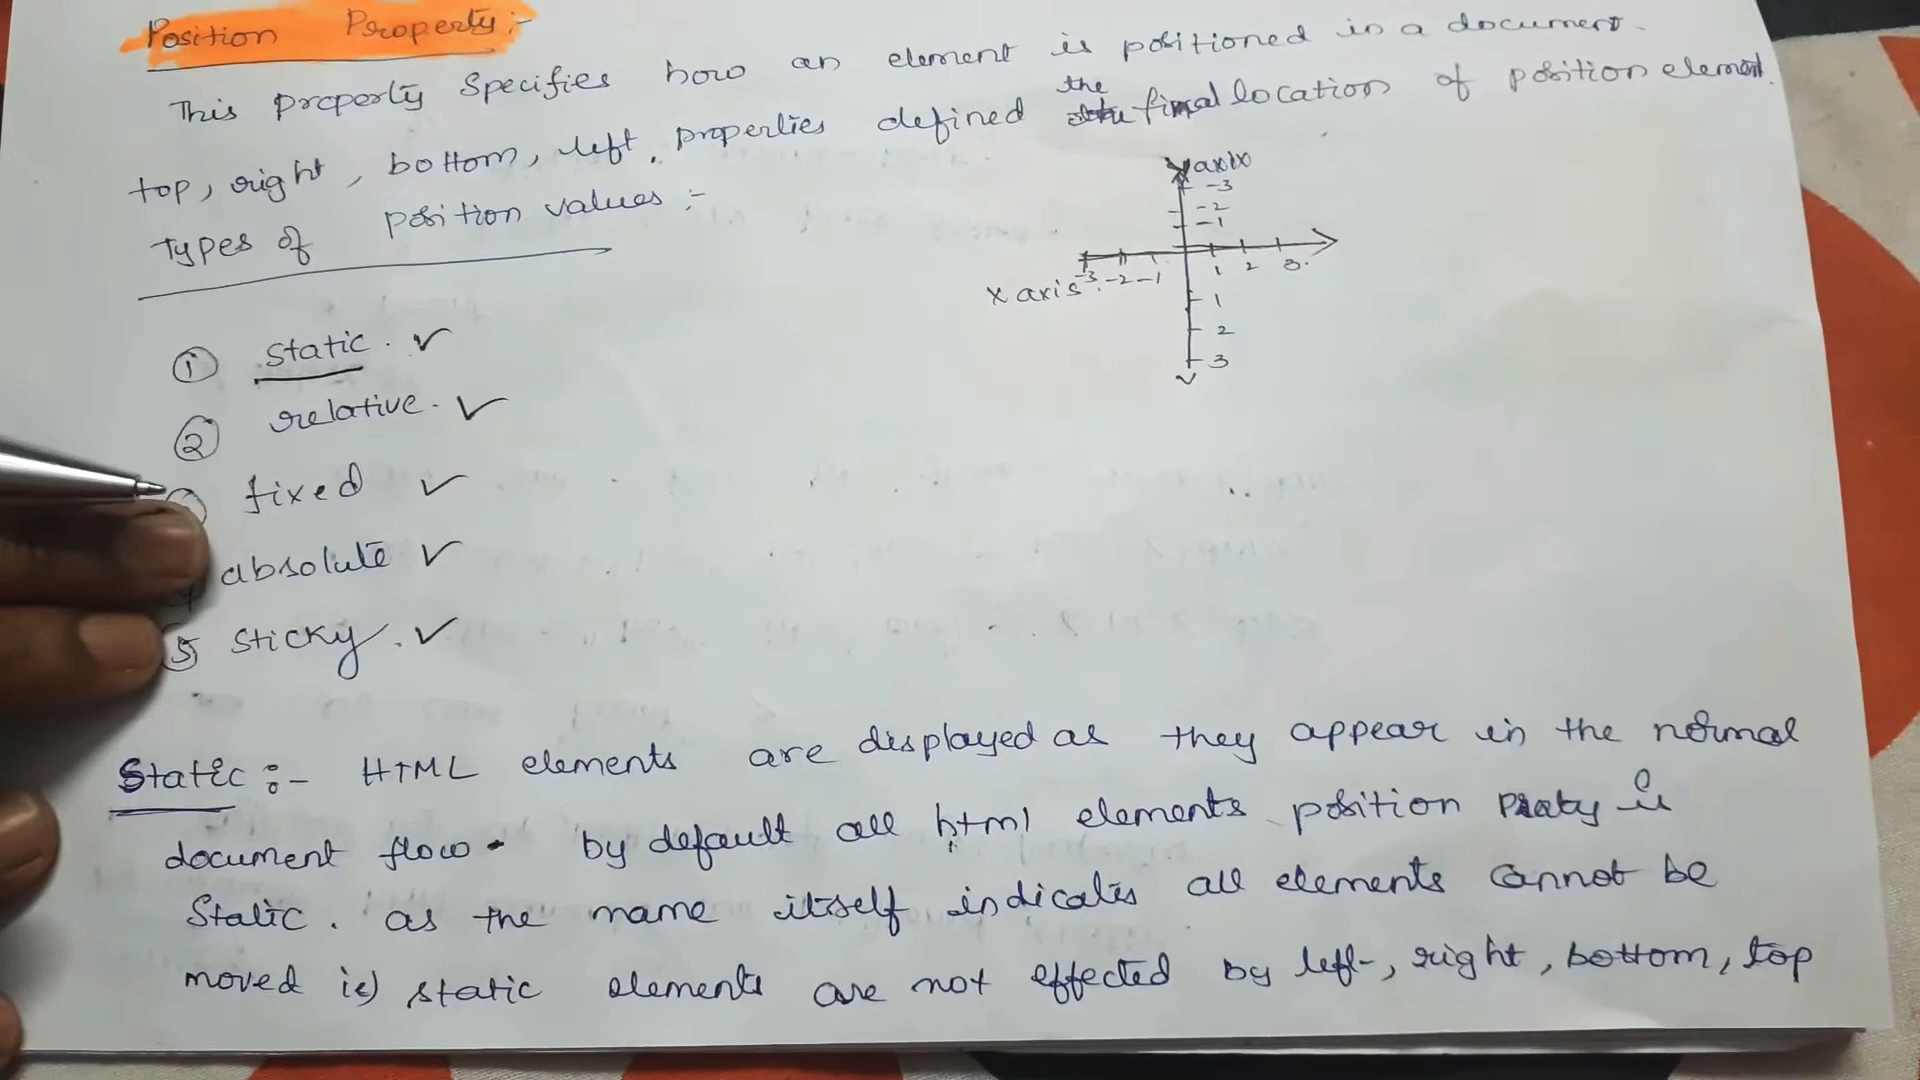 Position Property :-
This property specifies how an element is positioned in a document.
top, right, bottom, left, properties defined the final location of position element.
Types of position values :-
y axis
-3
-2
-1
x axis -3 -2 -1 1 2 3
1
2
3
① static. ✓
② relative. ✓
fixed ✓
absolute ✓
⑤ sticky. ✓
Static :- HTML elements are displayed as they appear in the normal
document flow. by default all html elements position is
static. as the name itself indicates all elements cannot be
moved ie) static elements are not effected by left, right, bottom, top